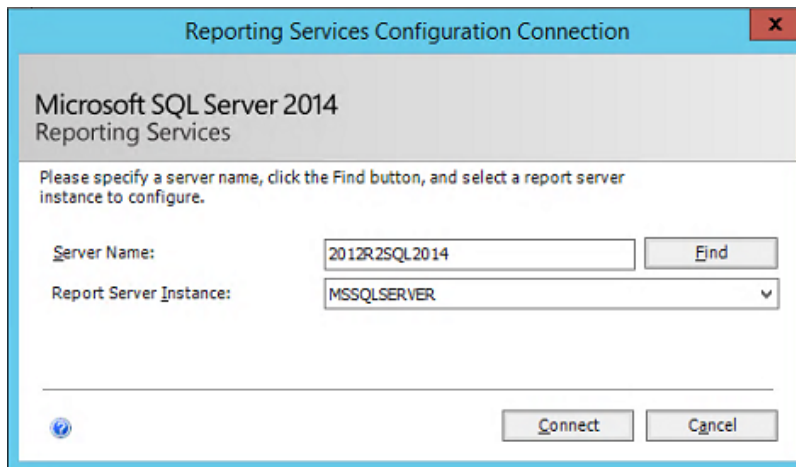 Reporting Services Configuration Connection
x
Microsoft SQL Server 2014
Reporting Services
Please specify a server name, click the Find button, and select a report server
instance to configure.
Server Name:
2012R2SQL2014
Find
Report Server Instance:
MSSQLSERVER
?
Connect
Cancel